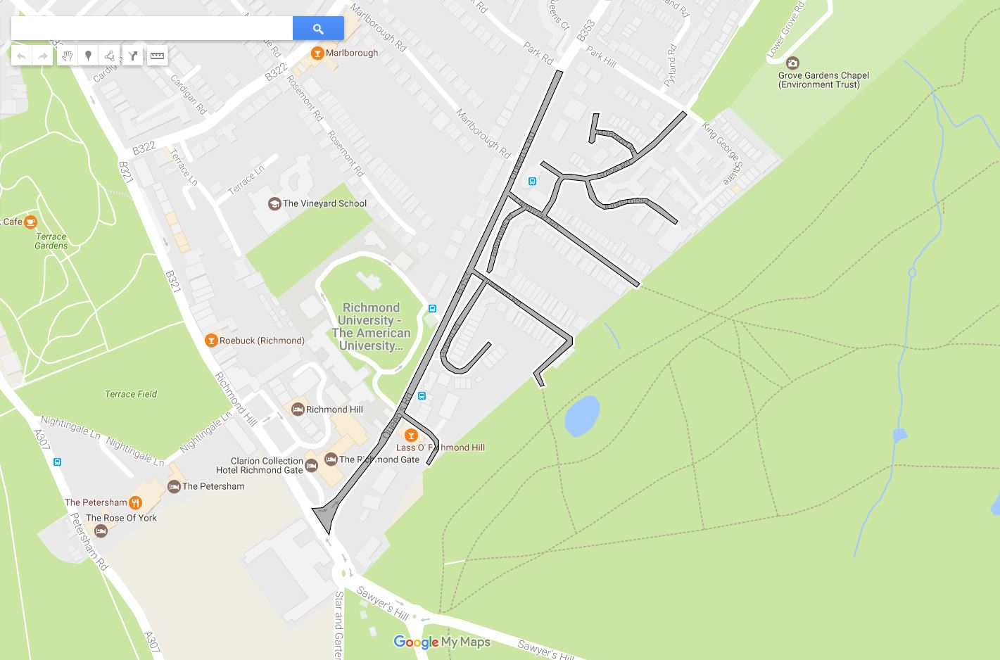 Marlborough Rd
Park Rd
B353
Park Hill
Pyrland Rd
Lower Grove Rd
Marlborough
B322
Cardigan Rd
Rosemont Rd
Marlborough Rd
Park Rd
Grove Gardens Chapel
(Environment Trust)
King George
Square
B322
B321
Terrace Ln
Terrace Ln
Rosemont Rd
The Vineyard School
Cafe
Terrace
Gardens
B321
B353
Richmond
University -
The American
University...
Roebuck (Richmond)
Richmond Hill
Terrace Field
Richmond Hill
Nightingale Ln
Nightingale Ln
Nightingale Ln
A307
Queens Rd
Lass O' Richmond Hill
The Richmond Gate
Clarion Collection
Hotel Richmond Gate
The Petersham
The Petersham
The Rose Of York
Petersham Rd
A307
Star and Garter
Sawyer's Hill
Sawyer's Hill
Google My Maps